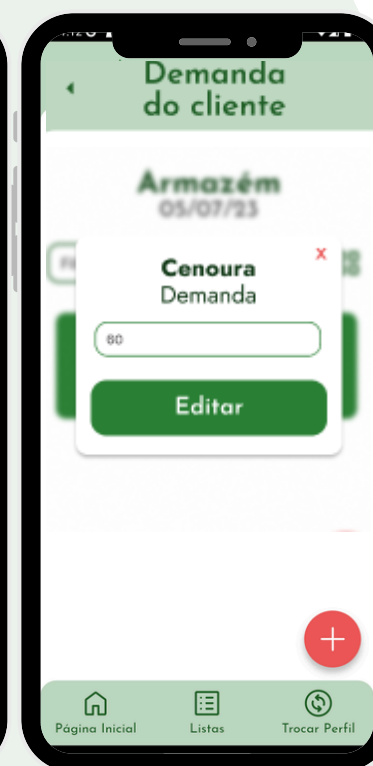 Demanda
do cliente
Armazém
05/07/23
Cenoura
x
Demanda
60
Editar
Página Inicial
Listas
Trocar Perfil